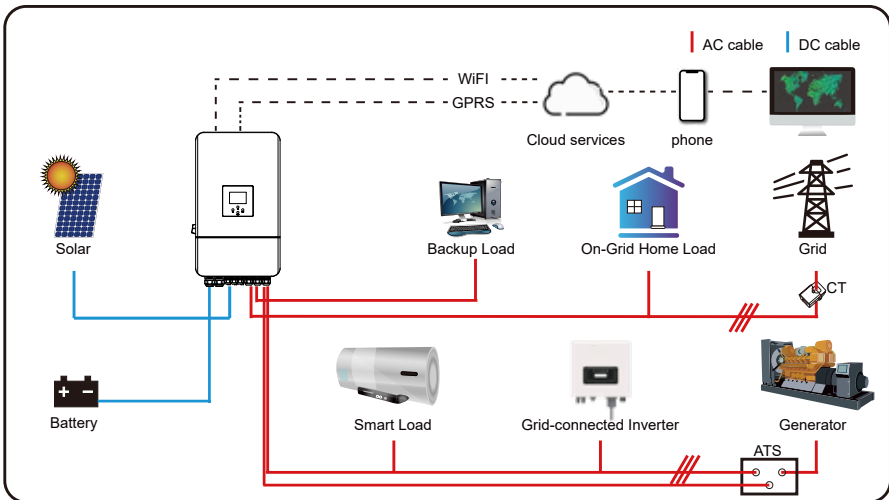 AC cable
DC cable
WiFI
GPRS
Cloud services
phone
Solar
Backup Load
On-Grid Home Load
Grid
CT
Battery
Smart Load
Grid-connected Inverter
Generator
ATS